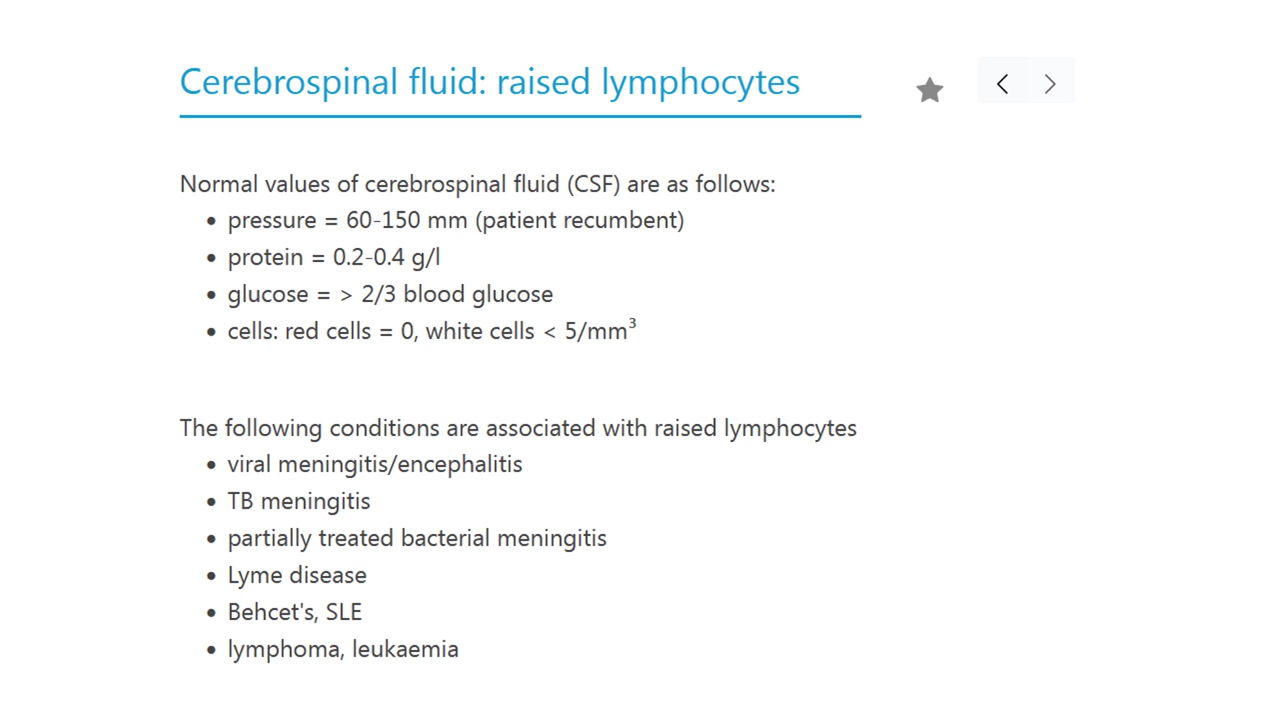 Cerebrospinal fluid: raised lymphocytes
Normal values of cerebrospinal fluid (CSF) are as follows:
• pressure = 60-150 mm (patient recumbent)
• protein = 0.2-0.4 g/l
• glucose = > 2/3 blood glucose
• cells: red cells = 0, white cells < 5/mm³
The following conditions are associated with raised lymphocytes
• viral meningitis/encephalitis
• TB meningitis
• partially treated bacterial meningitis
• Lyme disease
• Behcet's, SLE
• lymphoma, leukaemia